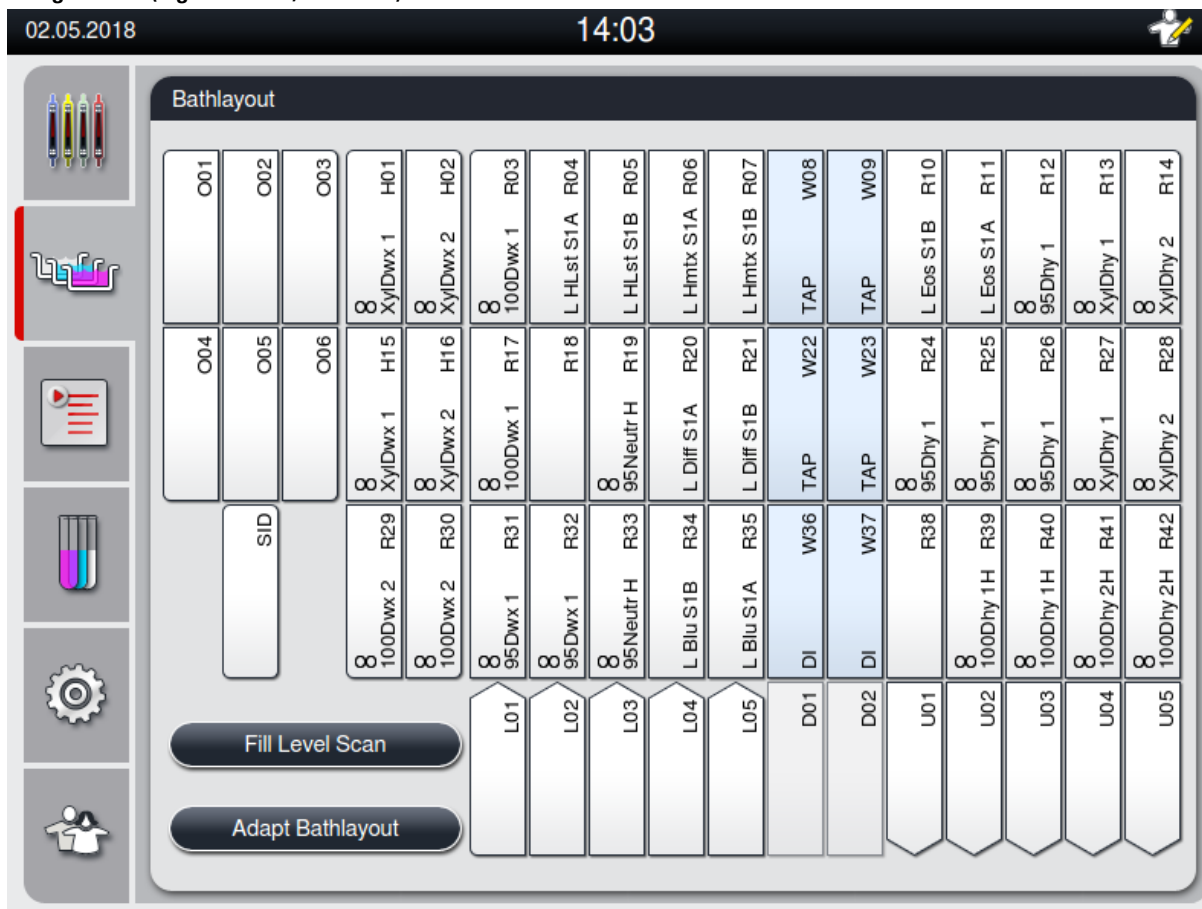 02.05.2018
14:03
Bathlayout
O01
O02
O03
XylDwx 1 H01
XylDwx 2 H02
100Dwx 1 R03
L HLst S1A R04
L HLst S1B R05
L Hmtx S1A R06
L Hmtx S1B R07
TAP W08
TAP W09
L Eos S1B R10
L Eos S1A R11
95Dhy 1 R12
XylDhy 1 R13
XylDhy 2 R14
O04
O05
O06
XylDwx 1 H15
XylDwx 2 H16
100Dwx 1 R17
R18
95Neutr H R19
L Diff S1A R20
L Diff S1B R21
TAP W22
TAP W23
95Dhy 1 R24
95Dhy 1 R25
95Dhy 1 R26
XylDhy 1 R27
XylDhy 2 R28
SID
100Dwx 2 R29
100Dwx 2 R30
95Dwx 1 R31
95Dwx 1 R32
95Neutr H R33
L Blu S1B R34
L Blu S1A R35
DI W36
DI W37
R38
100Dhy 1H R39
100Dhy 1H R40
100Dhy 2H R41
100Dhy 2H R42
L01
L02
L03
L04
L05
D01
D02
U01
U02
U03
U04
U05
Fill Level Scan
Adapt Bathlayout